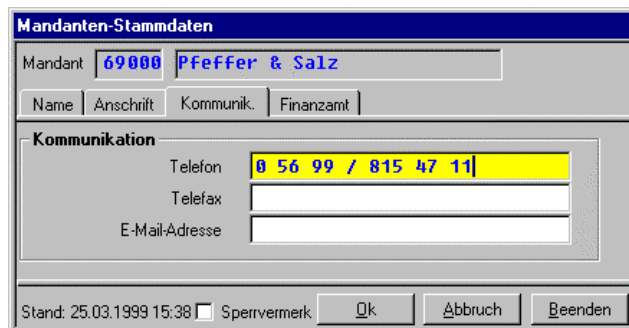 Mandanten-Stammdaten
Mandant 69000 Pfeffer & Salz
Name Anschrift Kommunik. Finanzamt
Kommunikation
Telefon 0 56 99 / 815 47 11
Telefax
E-Mail-Adresse
Stand: 25.03.1999 15:38 Sperrvermerk Ok Abbruch Beenden